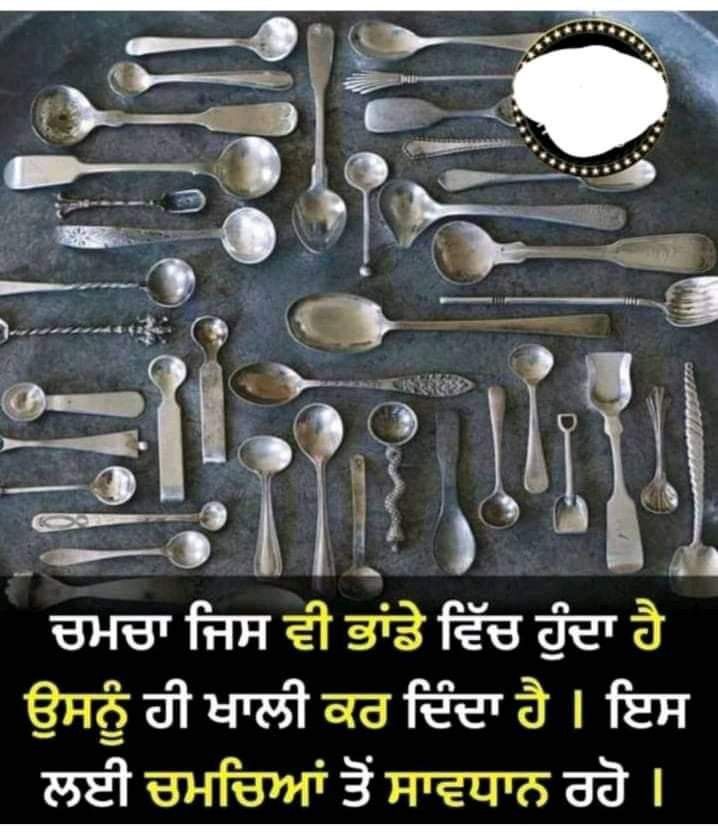 ਚਮਚਾ ਜਿਸ ਵੀ ਭਾਂਡੇ ਵਿੱਚ ਹੁੰਦਾ ਹੈ
ਉਸਨੂੰ ਹੀ ਖਾਲੀ ਕਰ ਦਿੰਦਾ ਹੈ । ਇਸ
ਲਈ ਚਮਚਿਆਂ ਤੋਂ ਸਾਵਧਾਨ ਰਹੋ ।